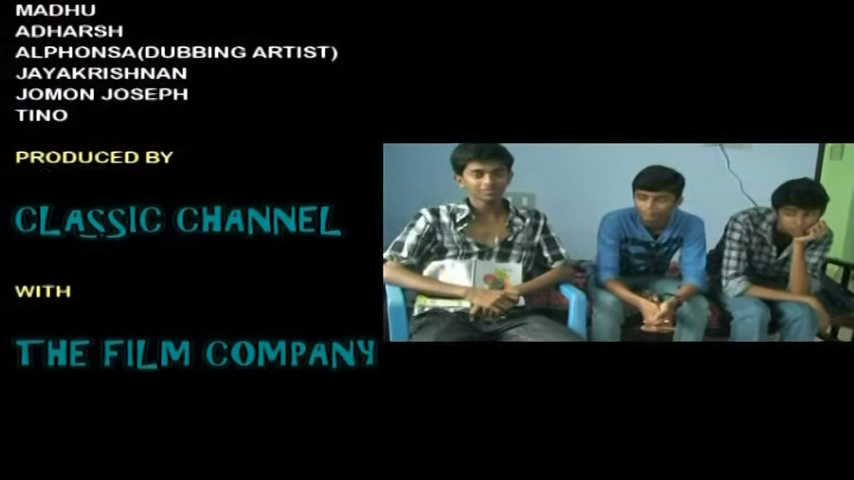 MADHU
ADHARSH
ALPHONSA(DUBBING ARTIST)
JAYAKRISHNAN
JOMON JOSEPH
TINO
PRODUCED BY
CLASSIC CHANNEL
WITH
THE FILM COMPANY